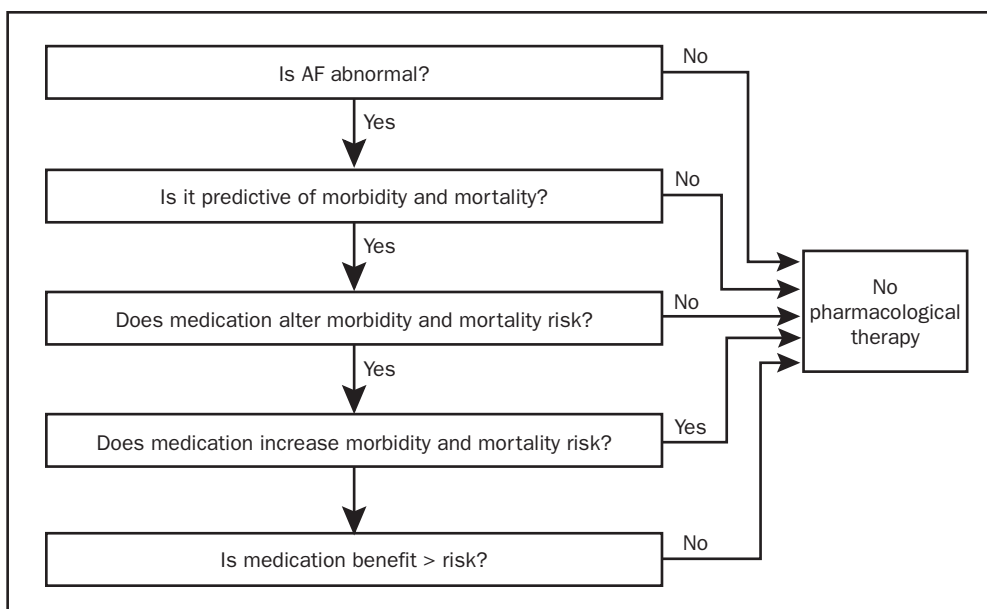 Is AF abnormal?
No
Yes
Is it predictive of morbidity and mortality?
No
Yes
Does medication alter morbidity and mortality risk?
No
Yes
Does medication increase morbidity and mortality risk?
Yes
Is medication benefit > risk?
No
No
pharmacological
therapy